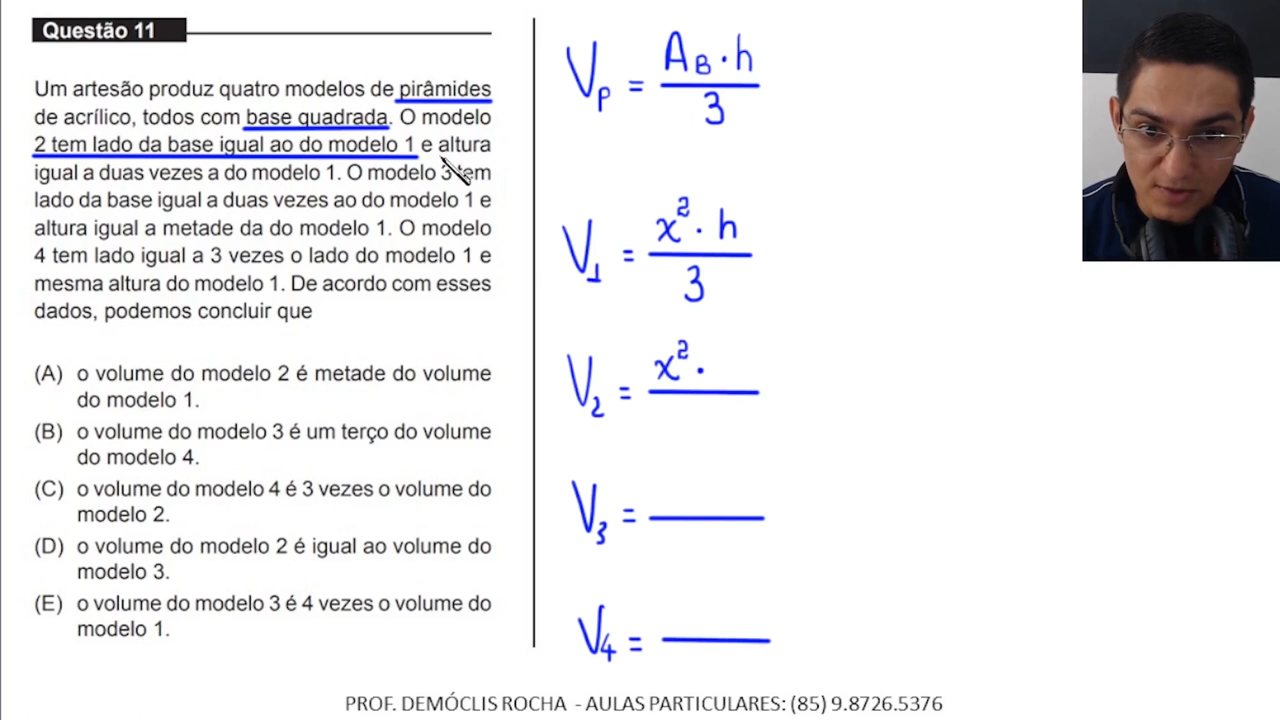 Questão 11
Um artesão produz quatro modelos de pirâmides
de acrílico, todos com base quadrada. O modelo
2 tem lado da base igual ao do modelo 1 e altura
igual a duas vezes a do modelo 1. O modelo 3 tem
lado da base igual a duas vezes ao do modelo 1 e
altura igual a metade da do modelo 1. O modelo
4 tem lado igual a 3 vezes o lado do modelo 1 e
mesma altura do modelo 1. De acordo com esses
dados, podemos concluir que
(A) o volume do modelo 2 é metade do volume
do modelo 1.
(B) o volume do modelo 3 é um terço do volume
do modelo 4.
(C) o volume do modelo 4 é 3 vezes o volume do
modelo 2.
(D) o volume do modelo 2 é igual ao volume do
modelo 3.
(E) o volume do modelo 3 é 4 vezes o volume do
modelo 1.
V_P = A_B · h / 3
V_1 = x² · h / 3
V_2 = x² ·
V_3 =
V_4 =
PROF. DEMÓCLIS ROCHA - AULAS PARTICULARES: (85) 9.8726.5376